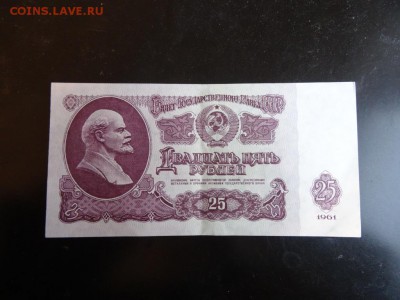 COINS.LAVE.RU
БИЛЕТ ГОСУДАРСТВЕННОГО БАНКА СССР
ДВАДЦАТЬ ПЯТЬ
РУБЛЕЙ
25
25
1961